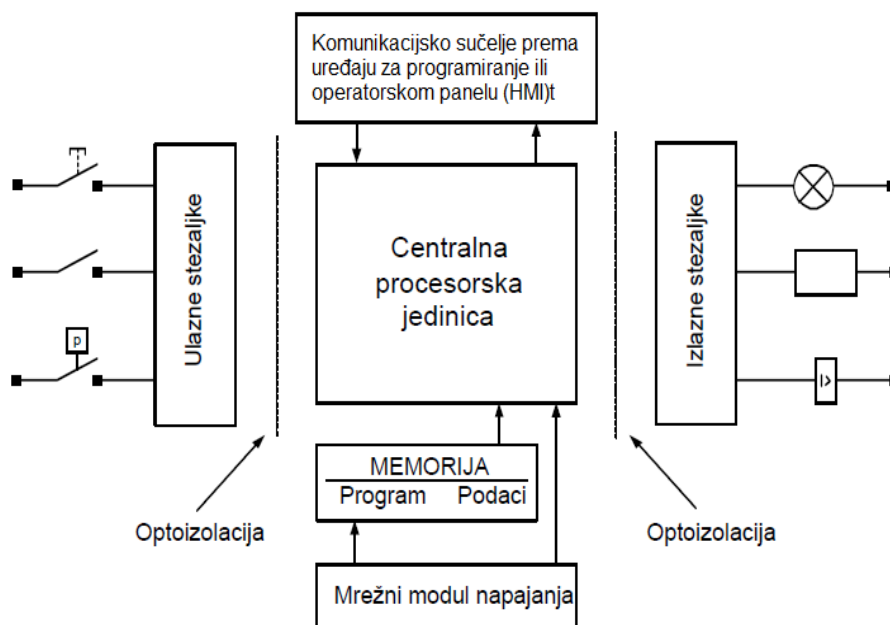 Komunikacijsko sučelje prema
uređaju za programiranje ili
operatorskom panelu (HMI)t
Ulazne stezaljke
p
Centralna
procesorska
jedinica
Izlazne stezaljke
I>
MEMORIJA
Program Podaci
Optoizolacija
Optoizolacija
Mrežni modul napajanja